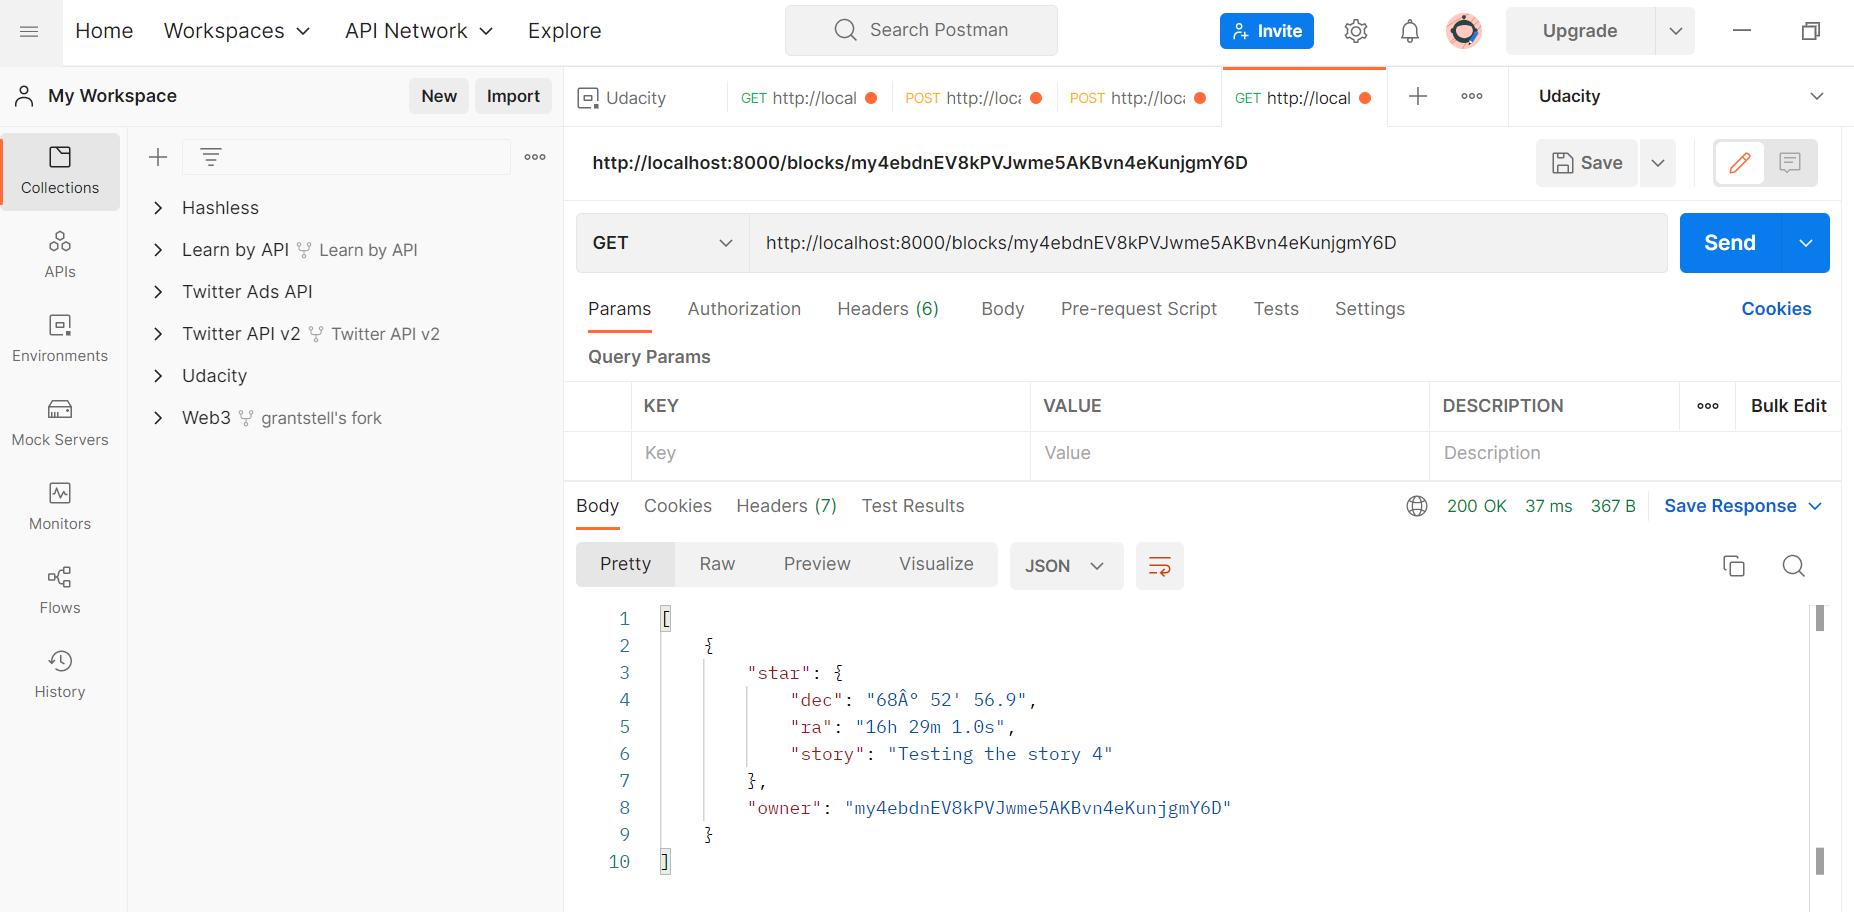 Home Workspaces API Network Explore Search Postman Invite Upgrade
My Workspace New Import
Udacity GET http://local POST http://loca POST http://loca GET http://local Udacity
Collections
APIs
Environments
Mock Servers
Monitors
Flows
History
Hashless
Learn by API Learn by API
Twitter Ads API
Twitter API v2 Twitter API v2
Udacity
Web3 grantstell's fork
http://localhost:8000/blocks/my4ebdnEV8kPVJwme5AKBvn4eKunjgmY6D Save
GET http://localhost:8000/blocks/my4ebdnEV8kPVJwme5AKBvn4eKunjgmY6D Send
Params Authorization Headers (6) Body Pre-request Script Tests Settings Cookies
Query Params
KEY VALUE DESCRIPTION Bulk Edit
Key Value Description
Body Cookies Headers (7) Test Results 200 OK 37 ms 367 B Save Response
Pretty Raw Preview Visualize JSON
1 [
2 {
3 "star": {
4 "dec": "68Â° 52' 56.9",
5 "ra": "16h 29m 1.0s",
6 "story": "Testing the story 4"
7 },
8 "owner": "my4ebdnEV8kPVJwme5AKBvn4eKunjgmY6D"
9 }
10 ]